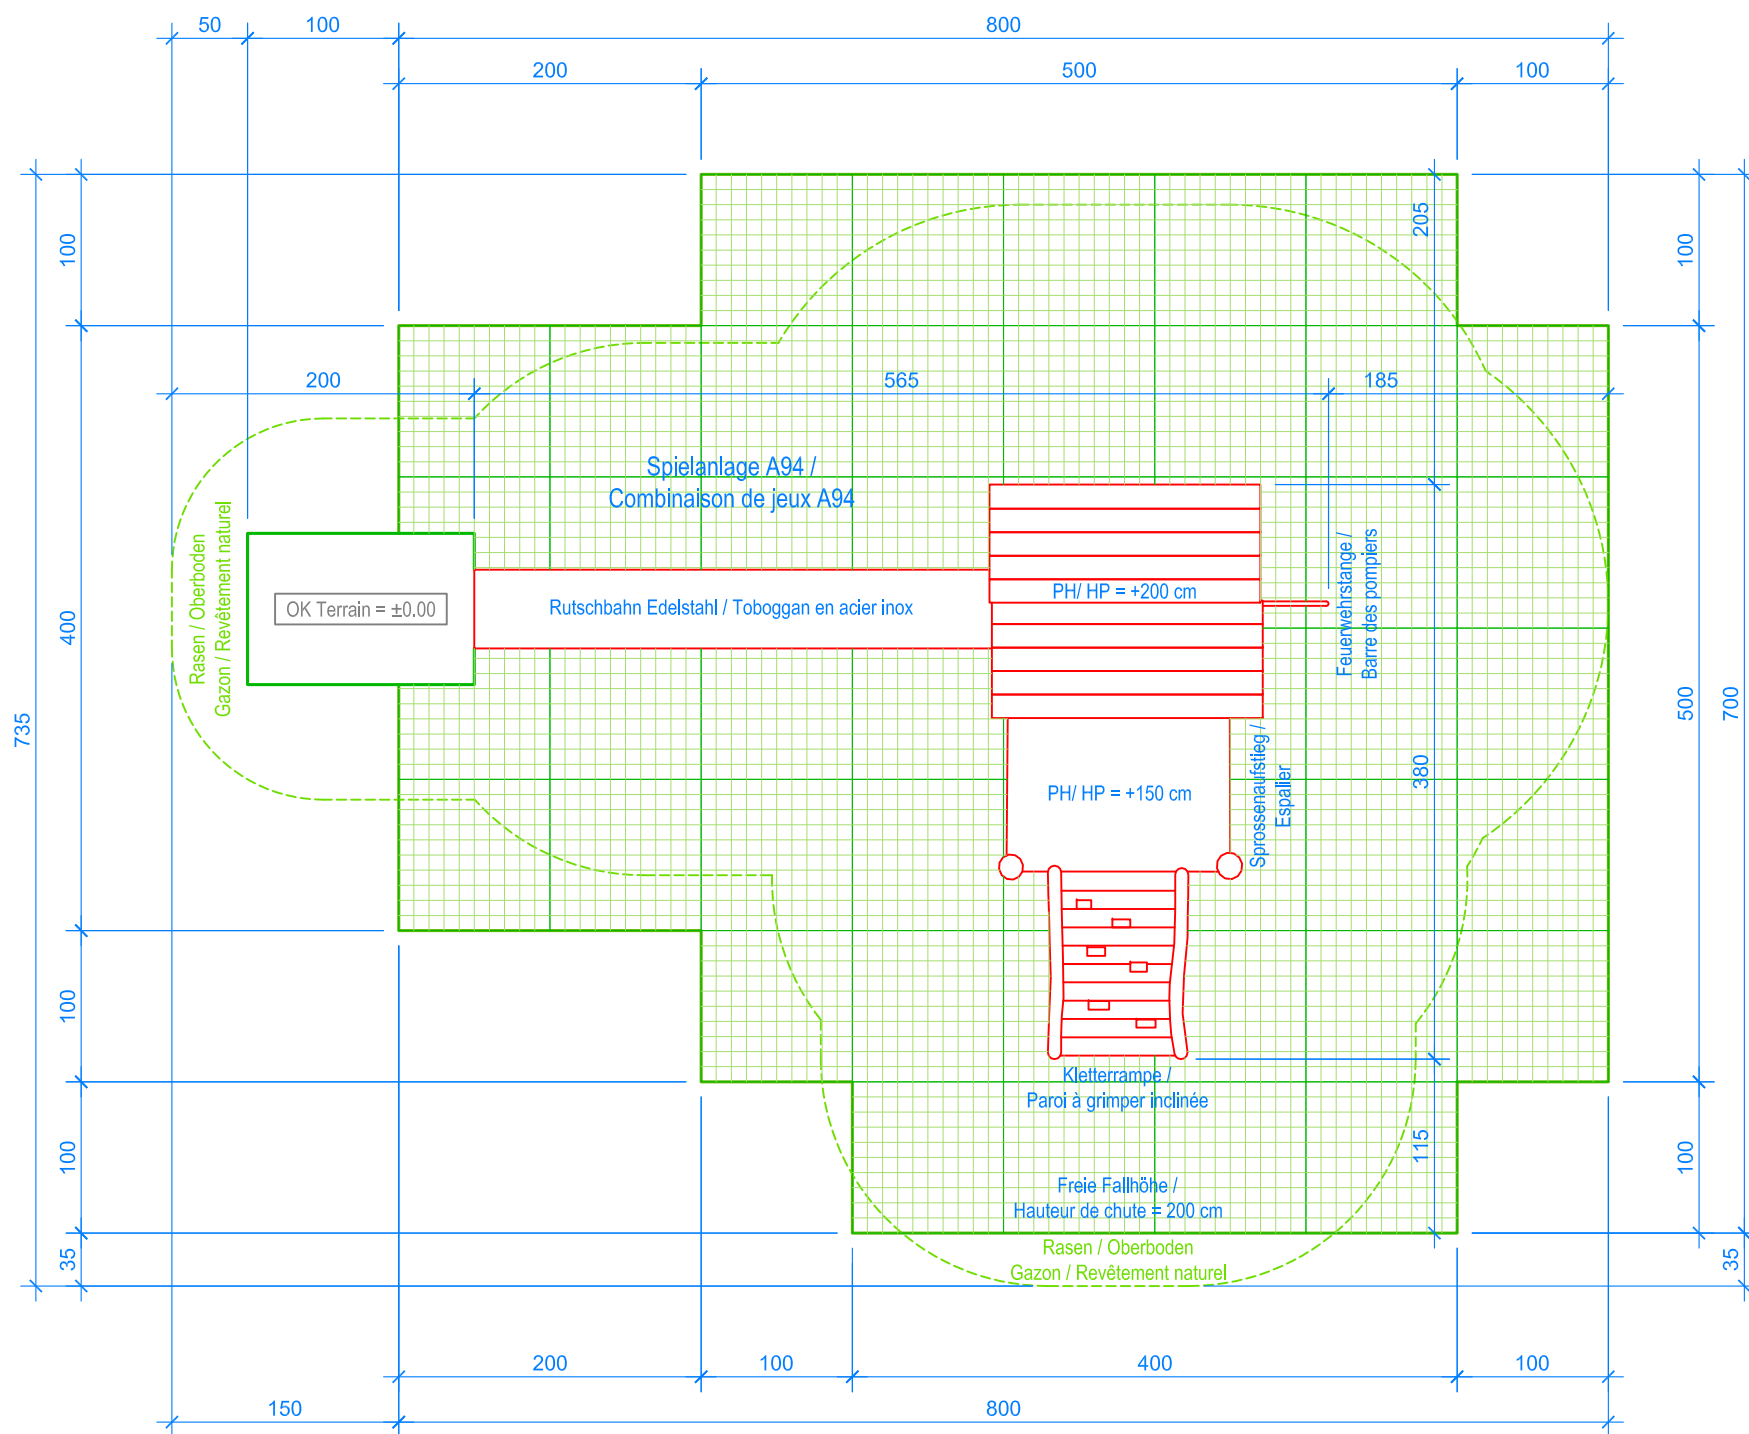 50
100
800
200
500
100
205
100
100
200
565
185
Spielanlage A94 /
Combinaison de jeux A94
Rasen / Oberboden
Gazon / Revêtement naturel
Feuerwehrstange /
Barre des pompiers
PH/ HP = +200 cm
OK Terrain = ±0.00
Rutschbahn Edelstahl / Toboggan en acier inox
400
735
500
700
380
Sprossenaufstieg /
Espalier
PH/ HP = +150 cm
100
Kletterrampe /
Paroi à grimper inclinée
100
115
100
Freie Fallhöhe /
Hauteur de chute = 200 cm
Rasen / Oberboden
Gazon / Revêtement naturel
35
35
200
100
400
100
150
800